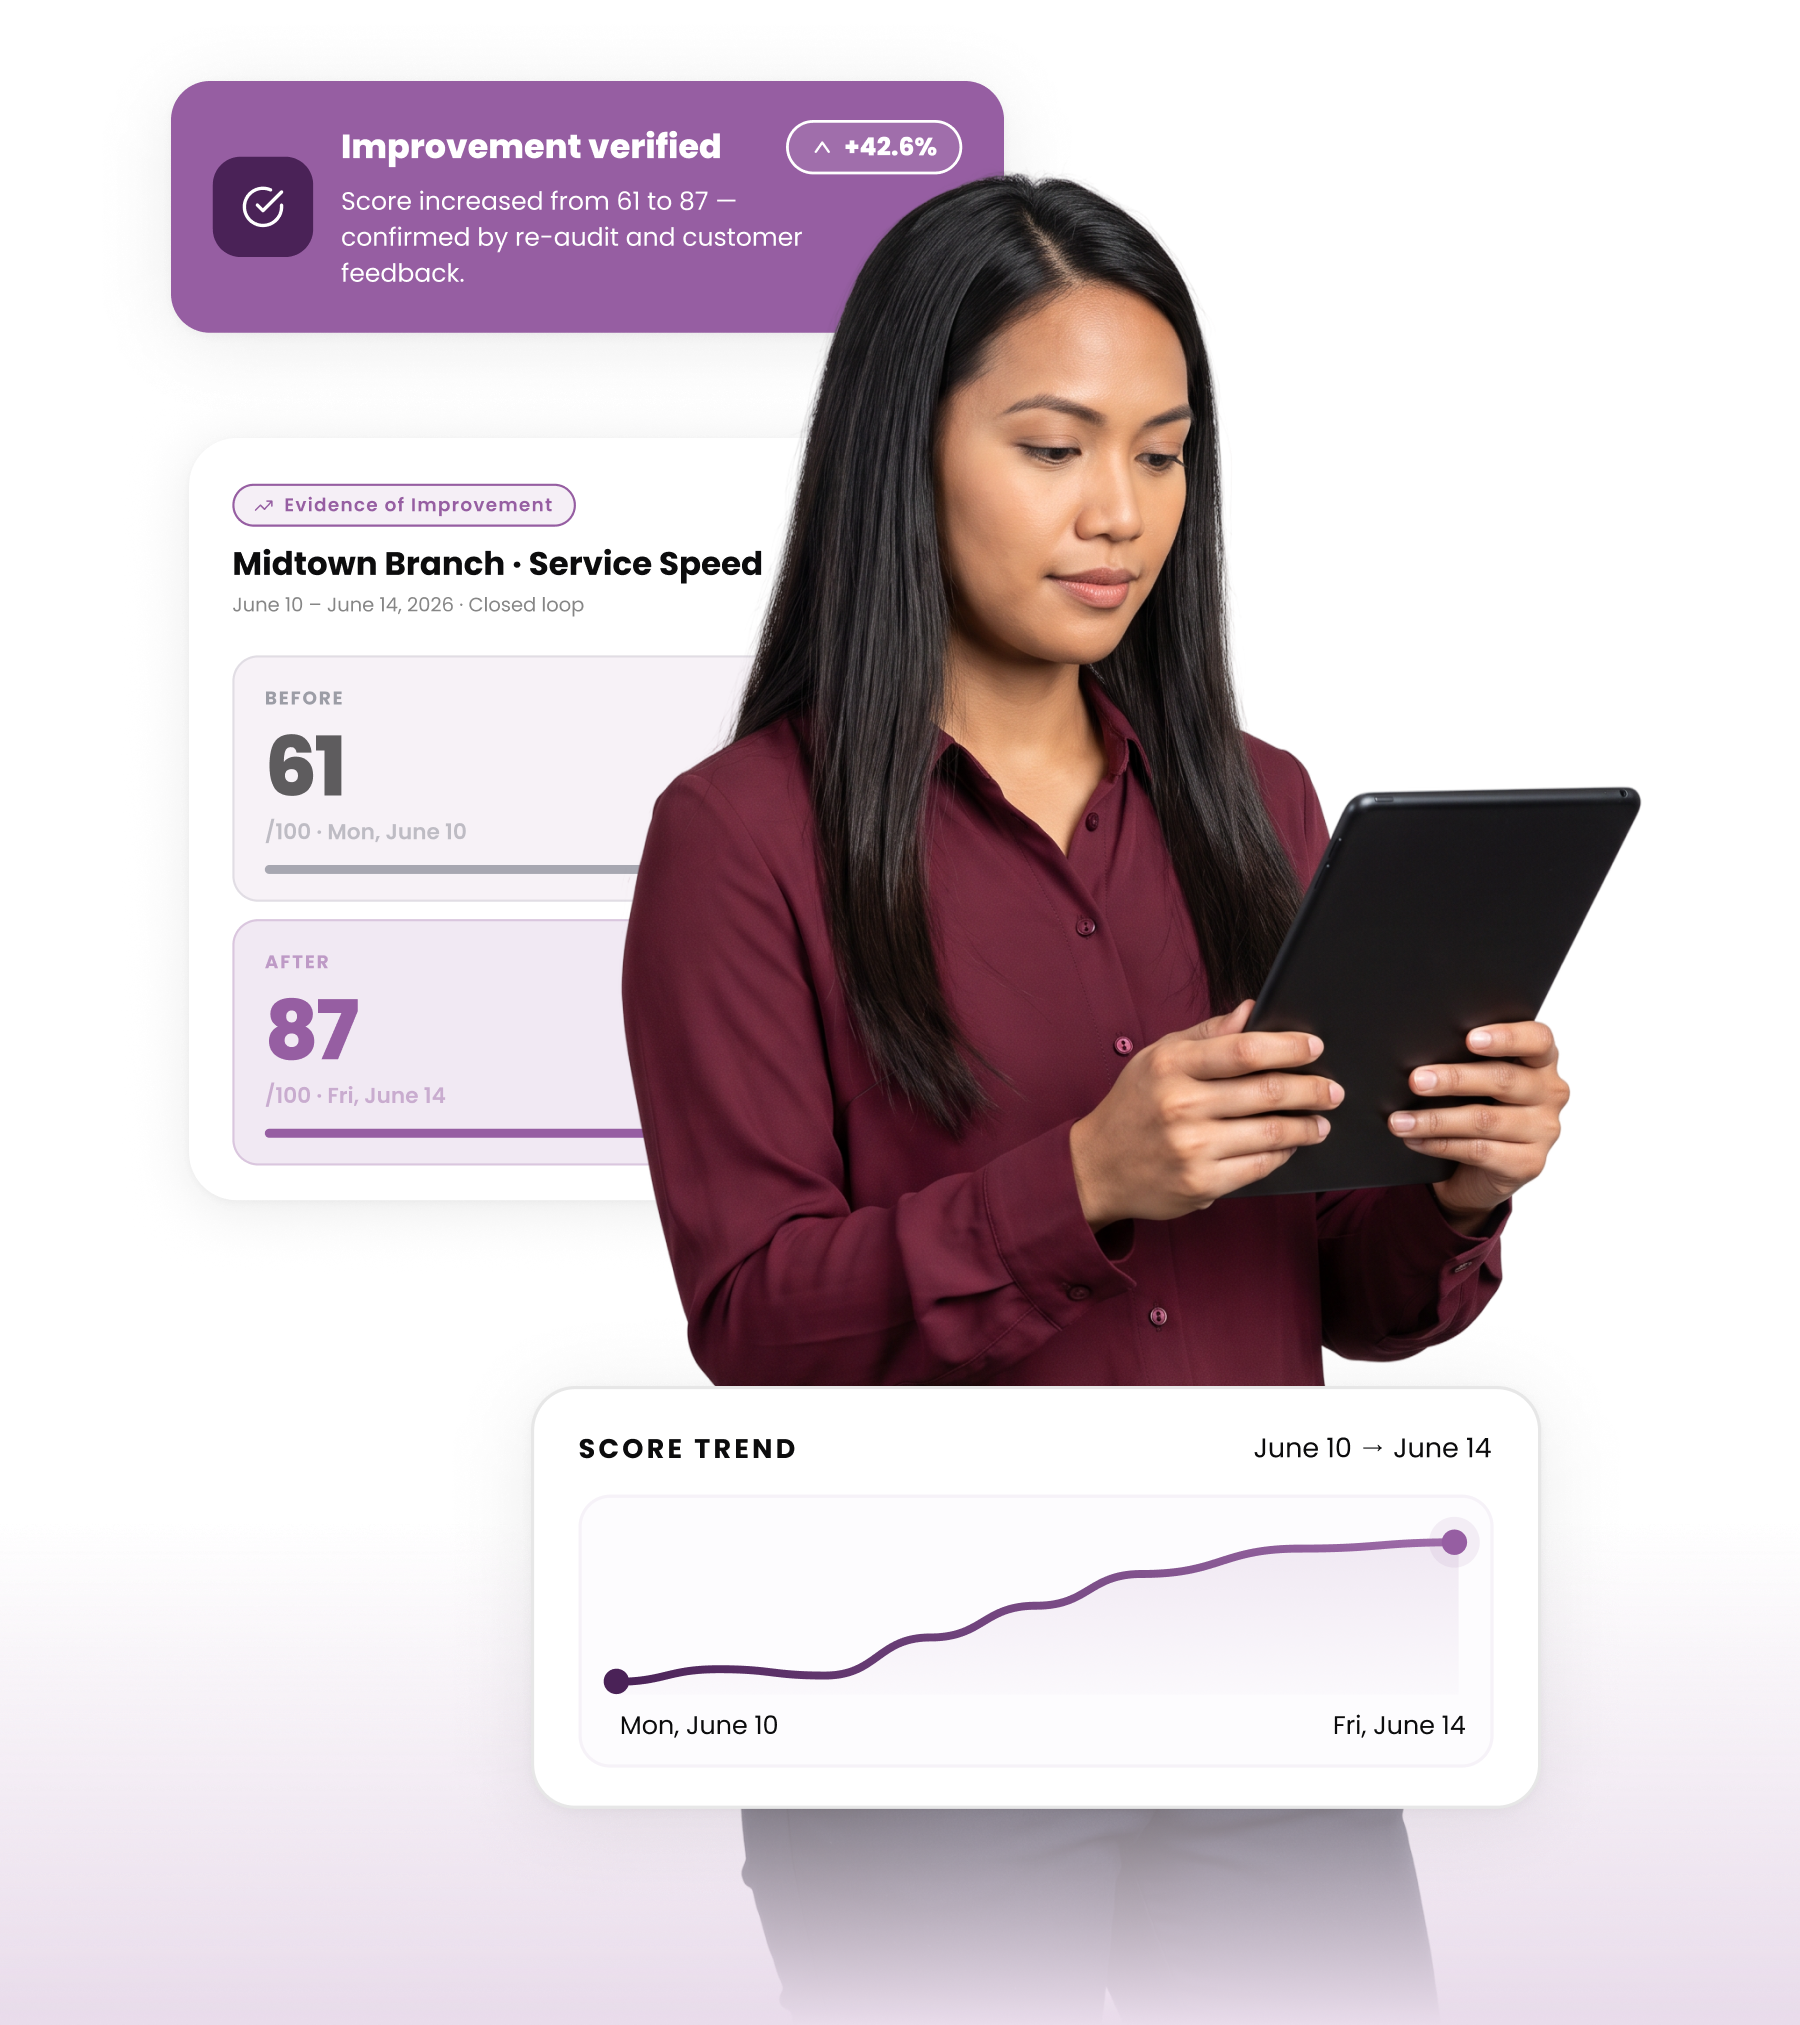 Improvement verified
+42.6%
Score increased from 61 to 87 —
confirmed by re-audit and customer
feedback.
Evidence of Improvement
Midtown Branch · Service Speed
June 10 – June 14, 2026 · Closed loop
BEFORE
61
/100 · Mon, June 10
AFTER
87
/100 · Fri, June 14
SCORE TREND
June 10 → June 14
Mon, June 10
Fri, June 14